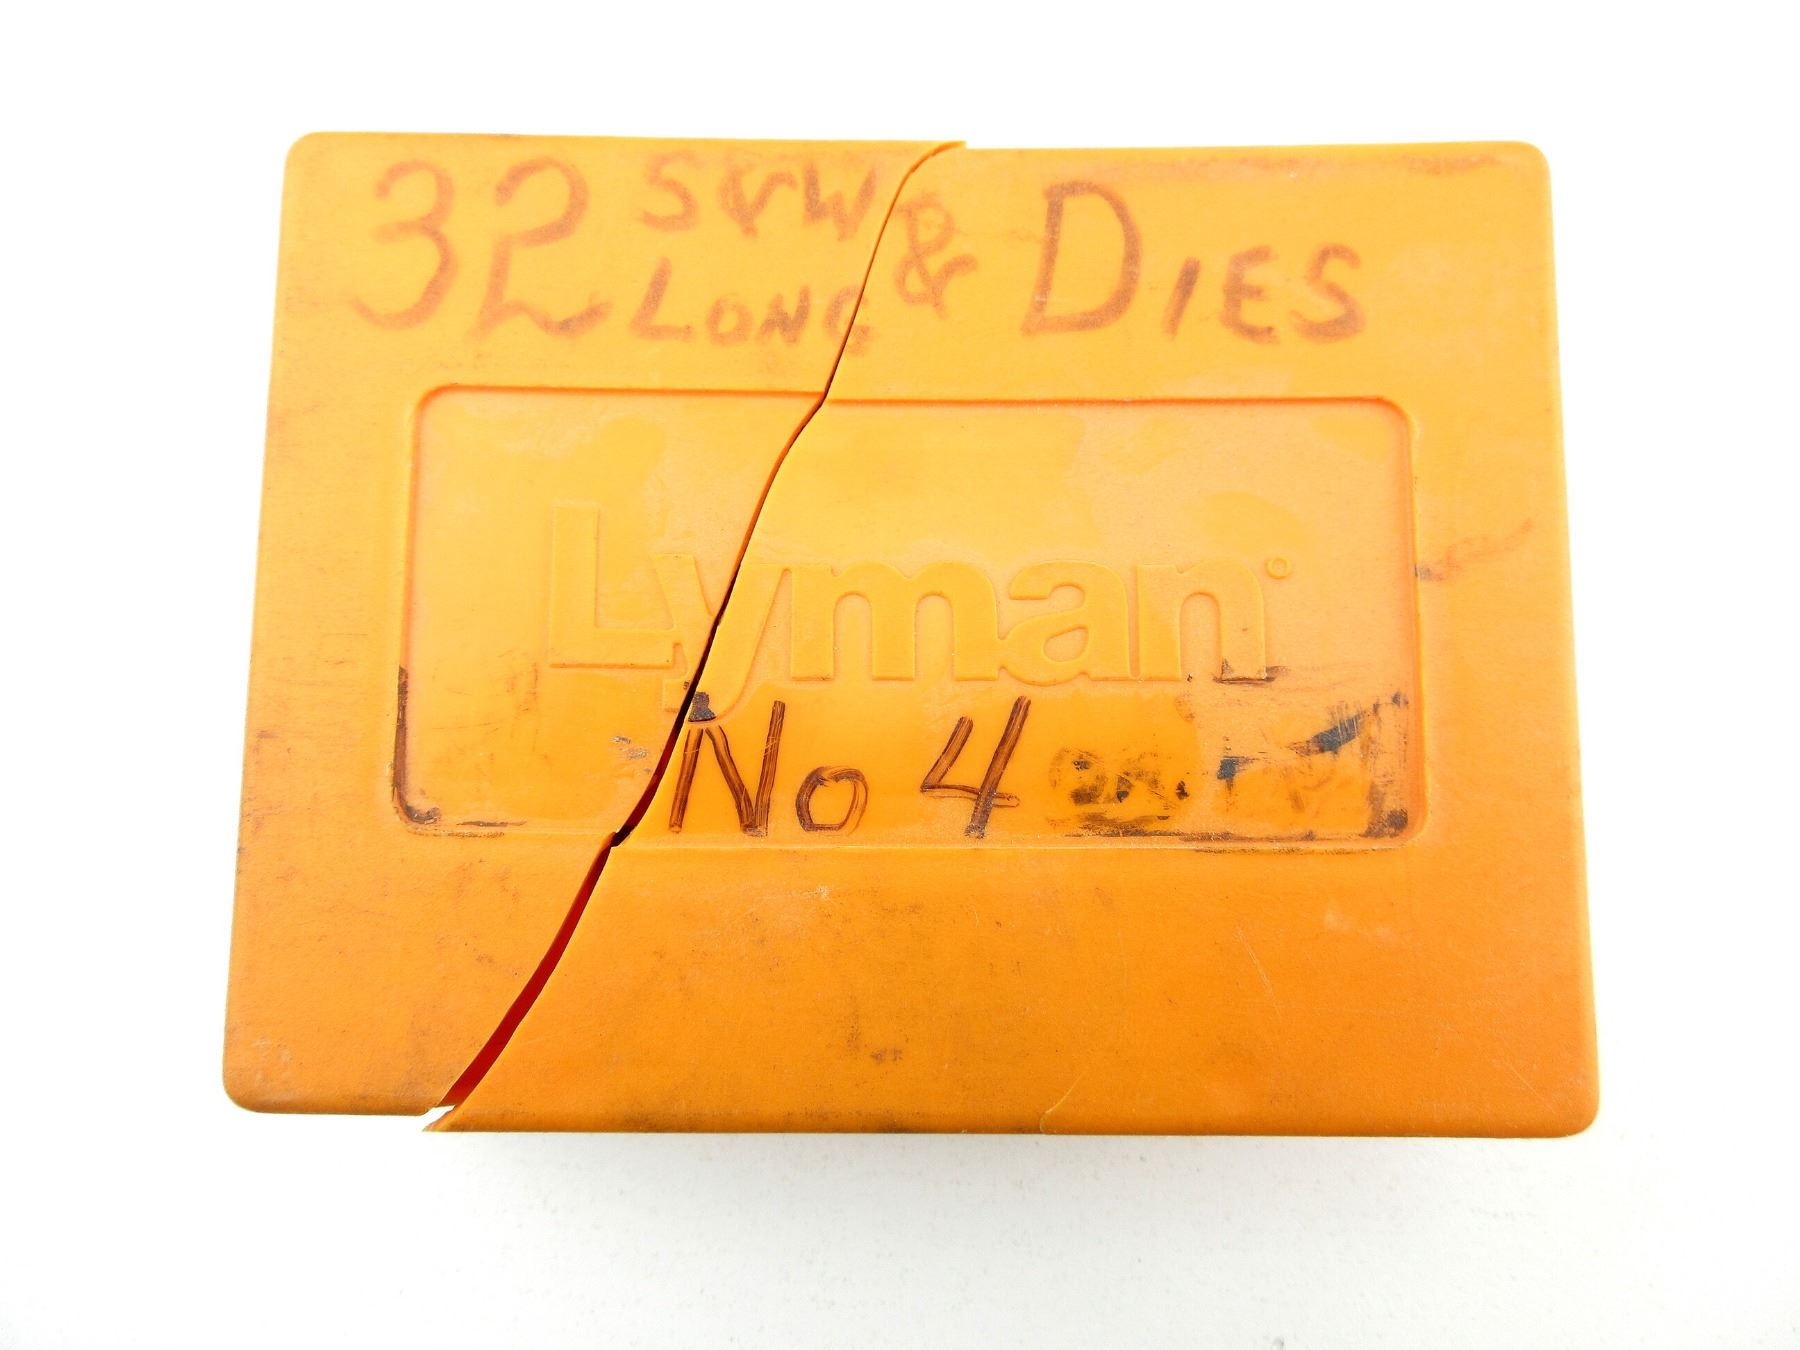 32 S&W & DIES
LONG
Lyman
No 4